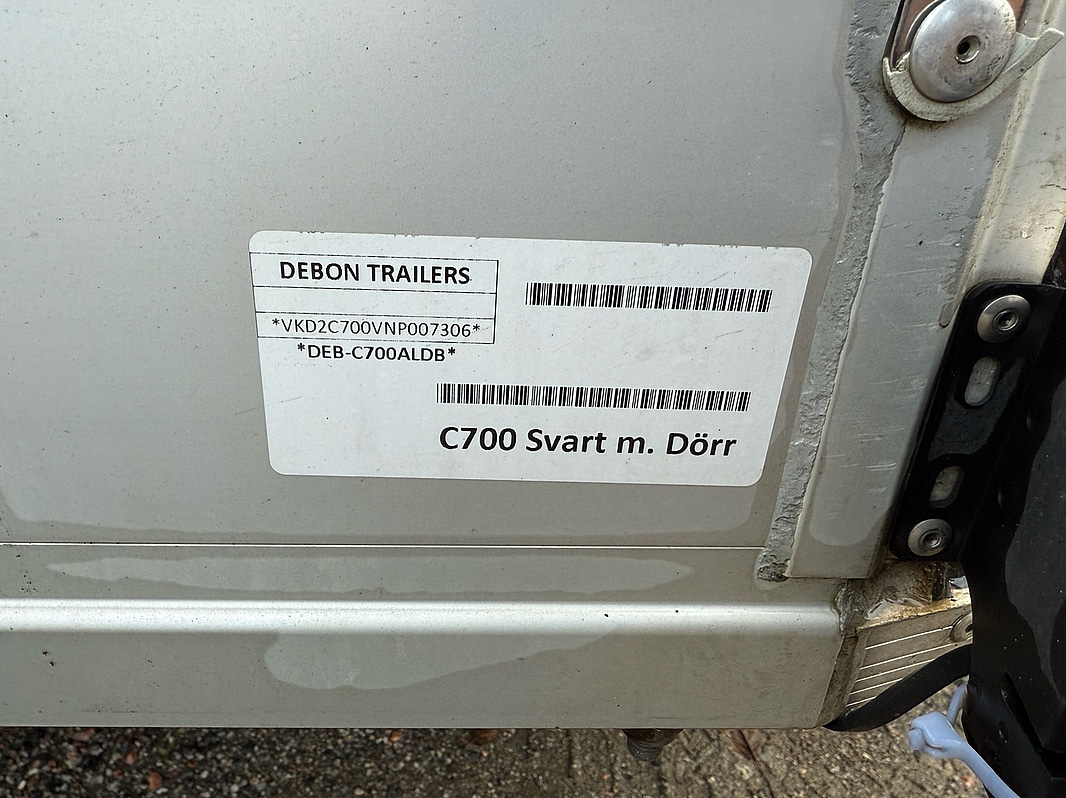 DEBON TRAILERS
*VKD2C700VNP007306*
*DEB-C700ALDB*
C700 Svart m. Dörr